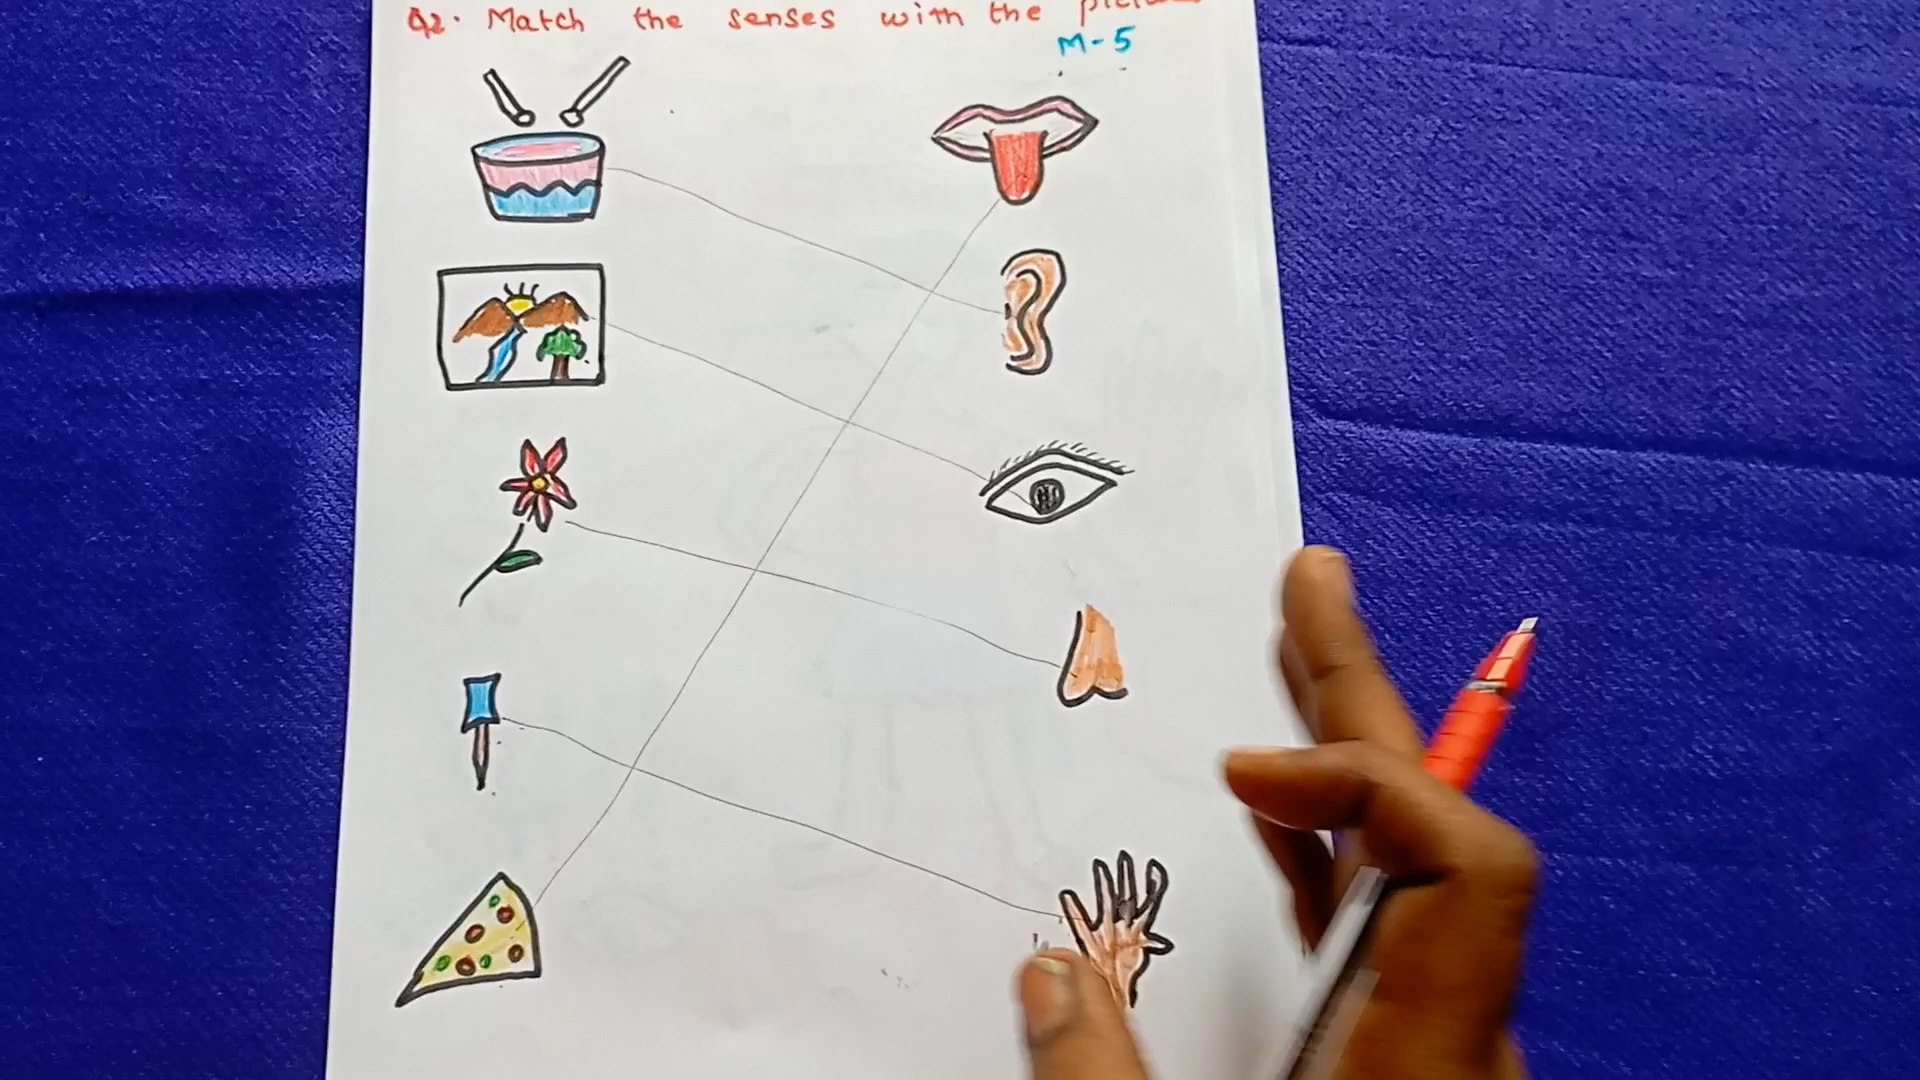 Q2. Match the senses with the
M-5